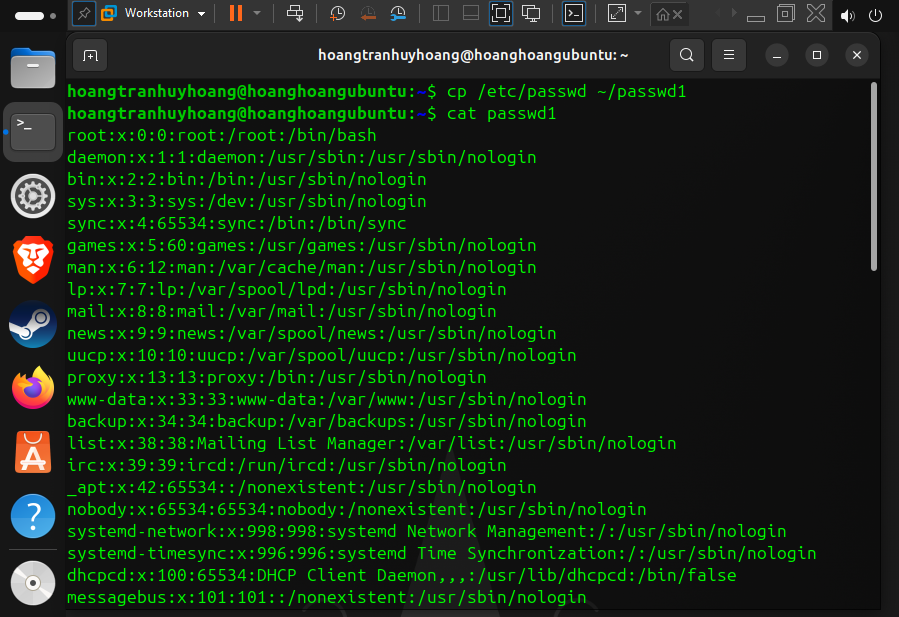 Workstation
hoangtranhuyhoang@hoanghoangubuntu: ~
hoangtranhuyhoang@hoanghoangubuntu:~$ cp /etc/passwd ~/passwd1
hoangtranhuyhoang@hoanghoangubuntu:~$ cat passwd1
root:x:0:0:root:/root:/bin/bash
daemon:x:1:1:daemon:/usr/sbin:/usr/sbin/nologin
bin:x:2:2:bin:/bin:/usr/sbin/nologin
sys:x:3:3:sys:/dev:/usr/sbin/nologin
sync:x:4:65534:sync:/bin:/bin/sync
games:x:5:60:games:/usr/games:/usr/sbin/nologin
man:x:6:12:man:/var/cache/man:/usr/sbin/nologin
lp:x:7:7:lp:/var/spool/lpd:/usr/sbin/nologin
mail:x:8:8:mail:/var/mail:/usr/sbin/nologin
news:x:9:9:news:/var/spool/news:/usr/sbin/nologin
uucp:x:10:10:uucp:/var/spool/uucp:/usr/sbin/nologin
proxy:x:13:13:proxy:/bin:/usr/sbin/nologin
www-data:x:33:33:www-data:/var/www:/usr/sbin/nologin
backup:x:34:34:backup:/var/backups:/usr/sbin/nologin
list:x:38:38:Mailing List Manager:/var/list:/usr/sbin/nologin
irc:x:39:39:ircd:/run/ircd:/usr/sbin/nologin
_apt:x:42:65534::/nonexistent:/usr/sbin/nologin
nobody:x:65534:65534:nobody:/nonexistent:/usr/sbin/nologin
systemd-network:x:998:998:systemd Network Management:/:/usr/sbin/nologin
systemd-timesync:x:996:996:systemd Time Synchronization:/:/usr/sbin/nologin
dhcpcd:x:100:65534:DHCP Client Daemon,,,:/usr/lib/dhcpcd:/bin/false
messagebus:x:101:101::/nonexistent:/usr/sbin/nologin